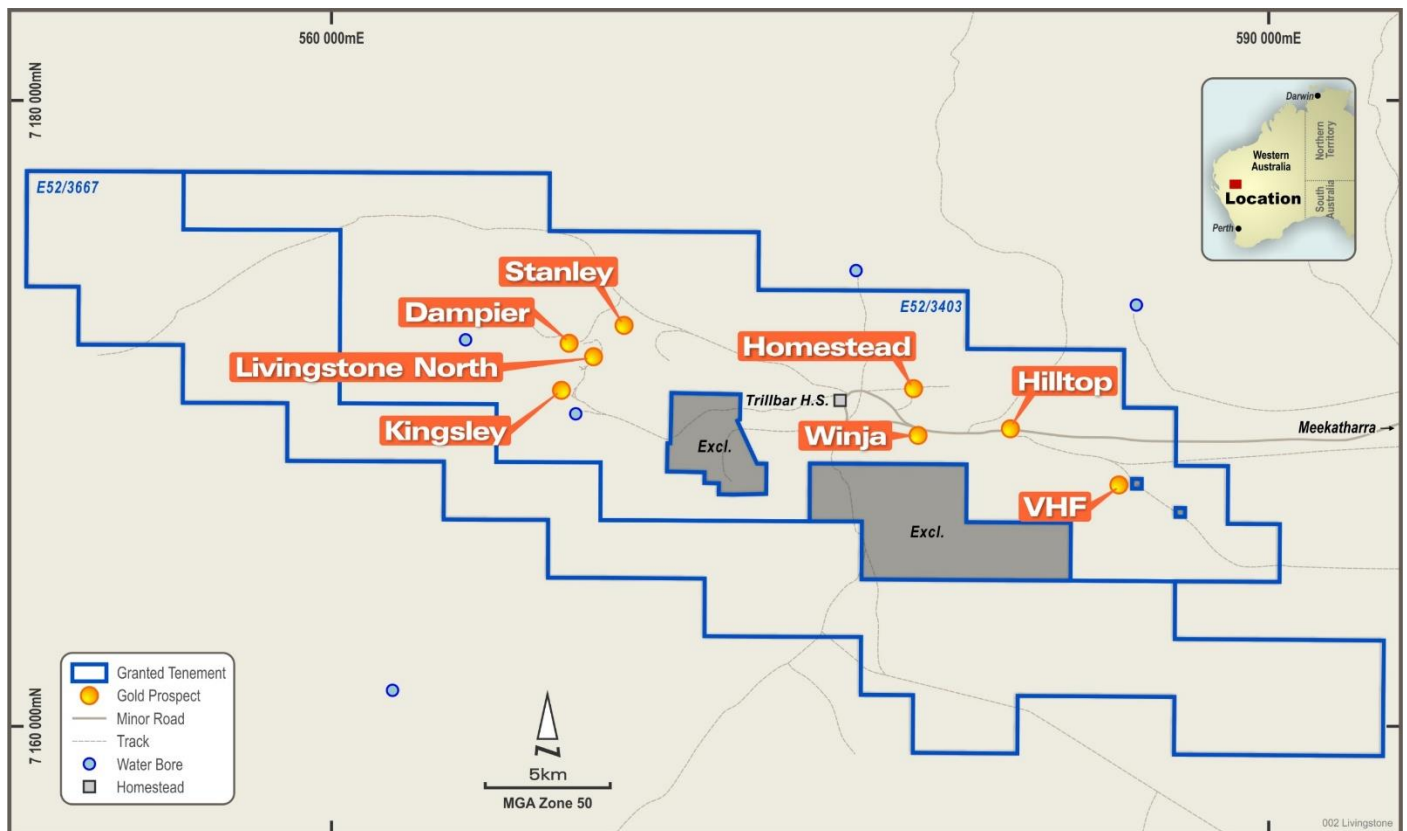 560 000mE
590 000mE
7 180 000mN
Darwin
Western
Australia
Northern
Territory
South
Australia
Location
Perth
E52/3667
E52/3403
Stanley
Dampier
Livingstone North
Kingsley
Homestead
Hilltop
Trillbar H.S.
Winja
Meekatharra
Excl.
VHF
Excl.
7 160 000mN
Granted Tenement
Gold Prospect
Minor Road
Track
Water Bore
Homestead
N
5km
MGA Zone 50
002 Livingstone